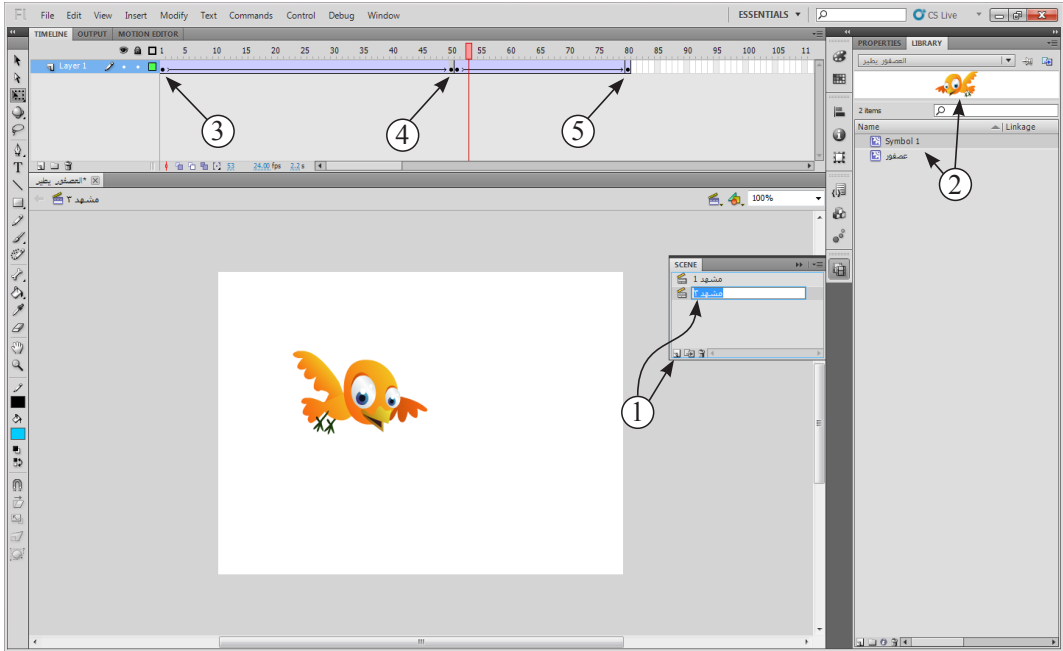 Fl File Edit View Insert Modify Text Commands Control Debug Window ESSENTIALS CS Live
TIMELINE OUTPUT MOTION EDITOR
1 5 10 15 20 25 30 35 40 45 50 55 60 65 70 75 80 85 90 95 100 105 11
Layer 1
3
4
5
53 24.00 fps 2.2 s
العصفور يطير*
مشهد ٢
100%
SCENE
مشهد 1
مشهد ٢
1
PROPERTIES LIBRARY
العصفور يطير
2 items
Name Linkage
Symbol 1
عصفور
2
T